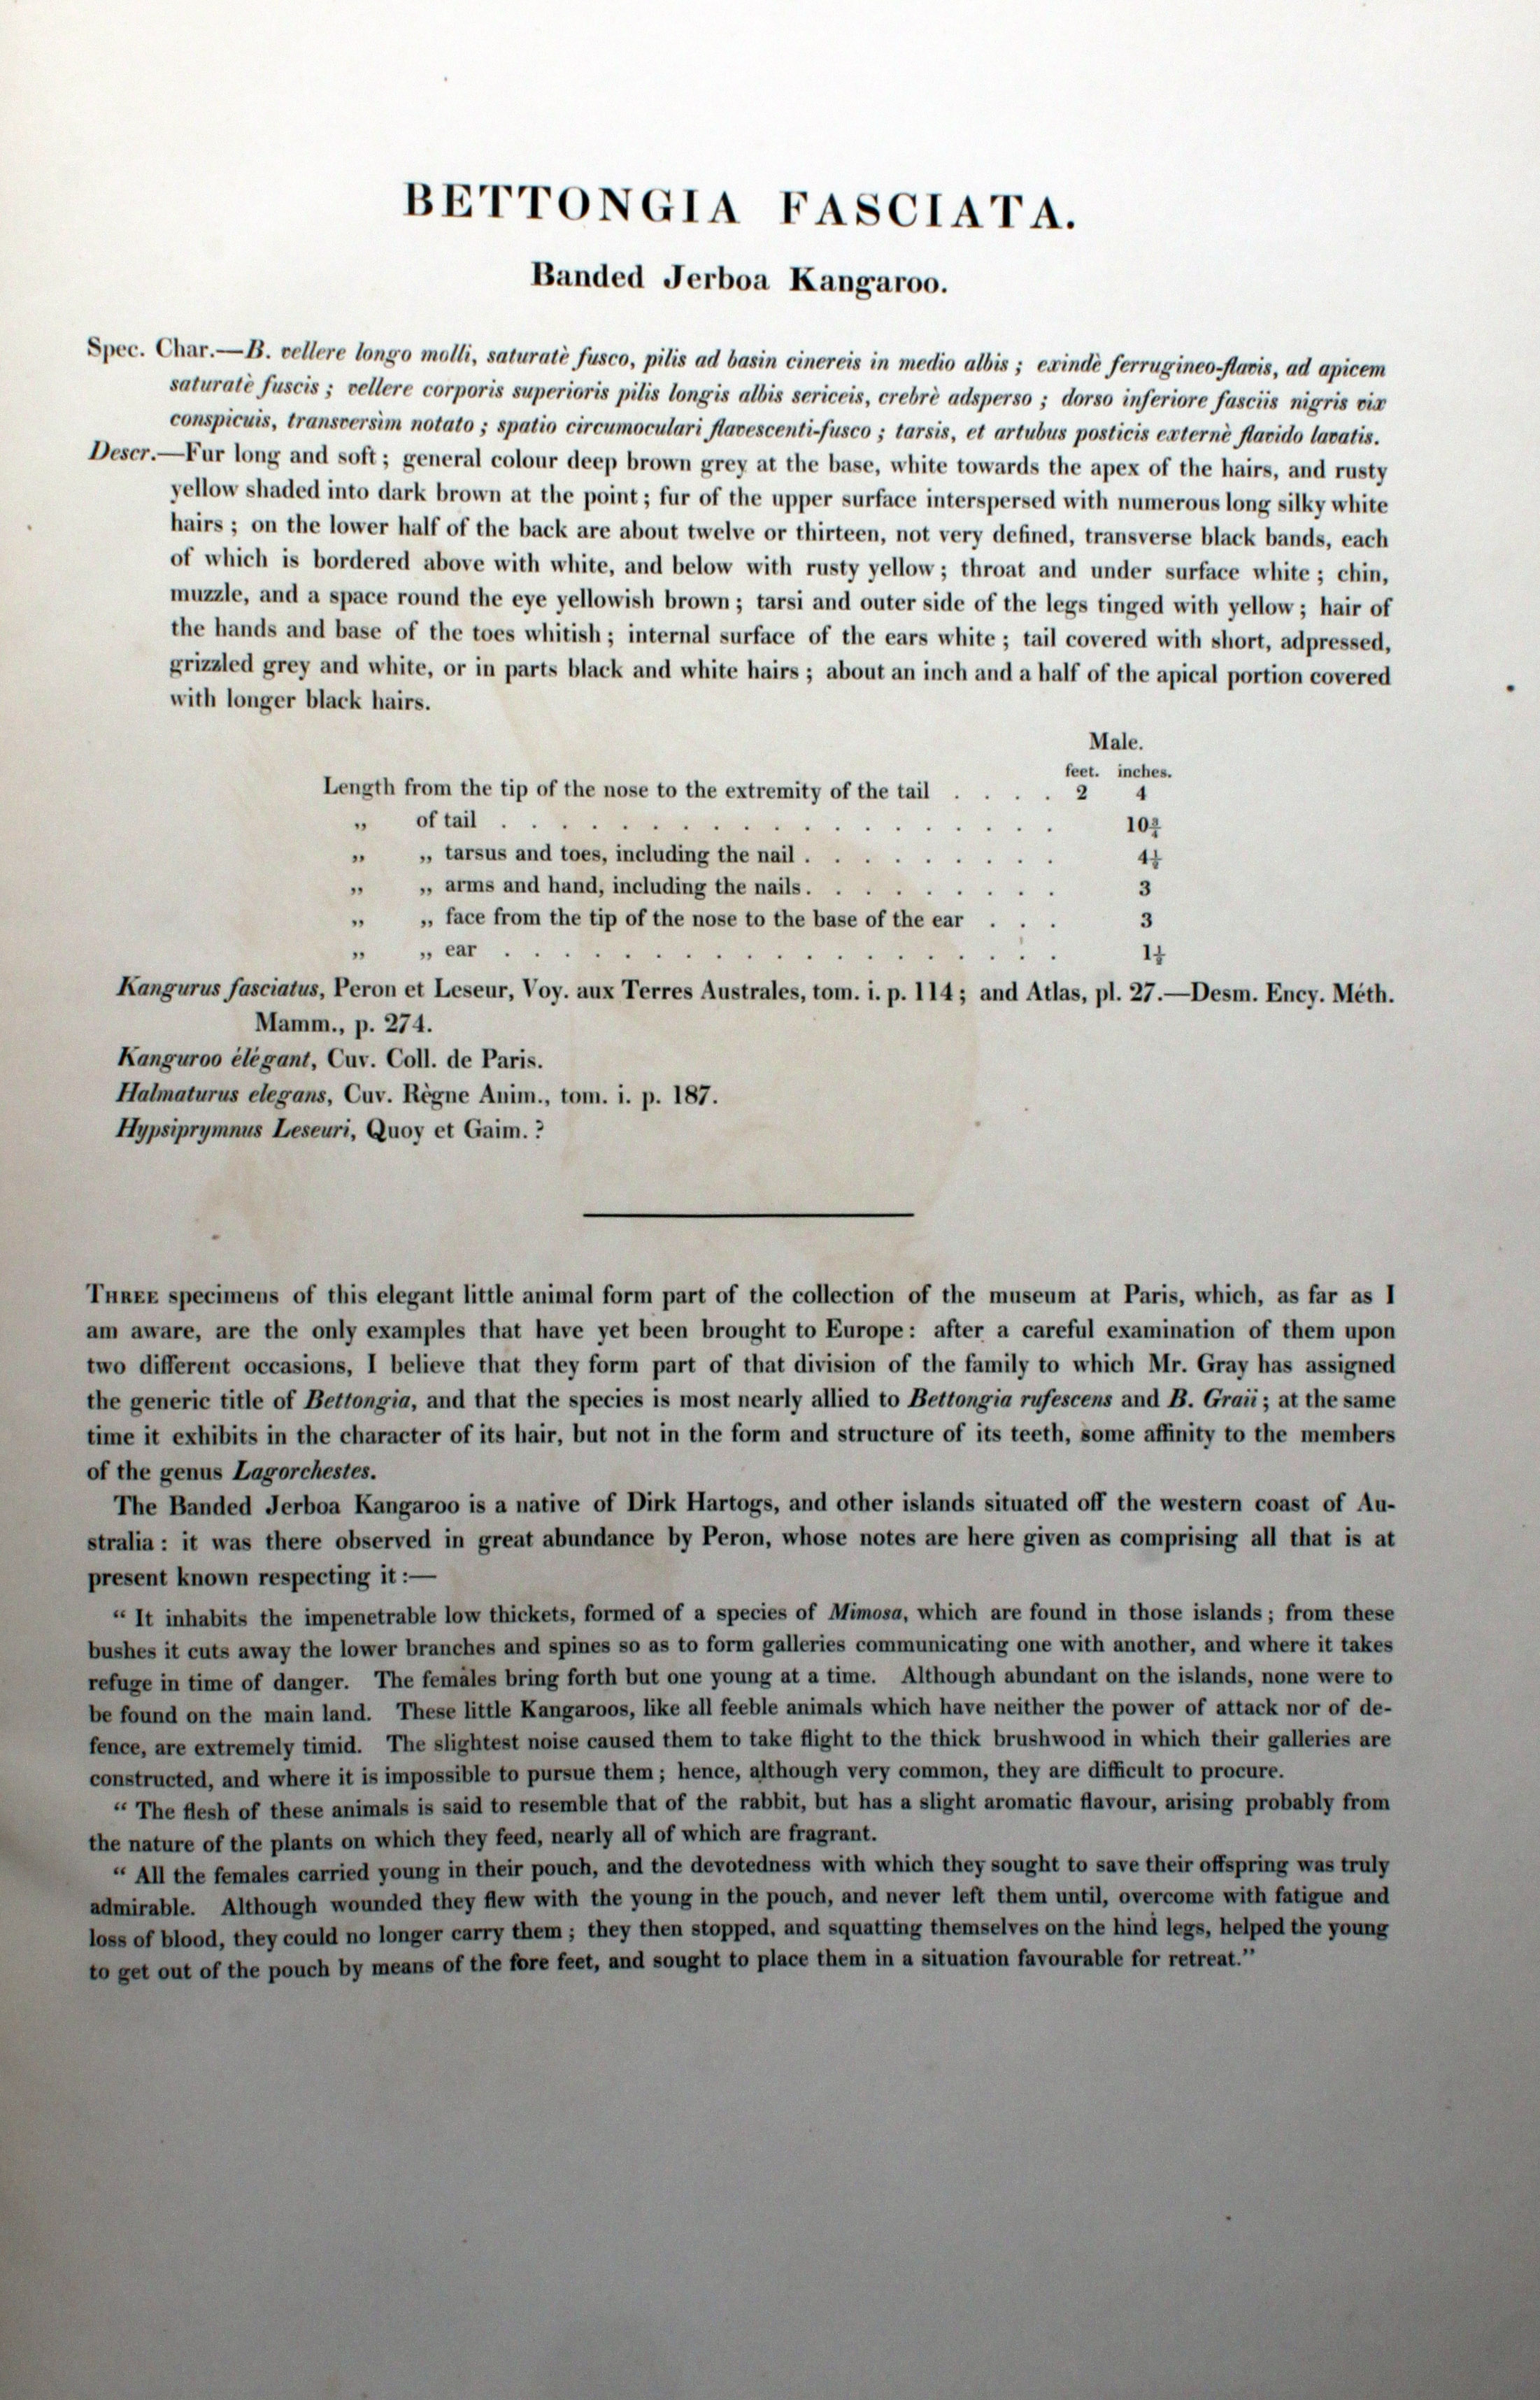 BETTONGIA FASCIATA.
Banded Jerboa Kangaroo.
Spec. Char.—B. vellere longo molli, saturatè fusco, pilis ad basin cinereis in medio albis ; exindè ferrugineo-flavis, ad apicem
saturatè fuscis ; vellere corporis superioris pilis longis albis sericeis, crebrè adsperso ; dorso inferiore fasciis nigris vix
conspicuis, transversim notato ; spatio circumoculari flavescenti-fusco ; tarsis, et artubus posticis externè flavido lavatis.
Descr.—Fur long and soft ; general colour deep brown grey at the base, white towards the apex of the hairs, and rusty
yellow shaded into dark brown at the point ; fur of the upper surface interspersed with numerous long silky white
hairs ; on the lower half of the back are about twelve or thirteen, not very defined, transverse black bands, each
of which is bordered above with white, and below with rusty yellow ; throat and under surface white ; chin,
muzzle, and a space round the eye yellowish brown ; tarsi and outer side of the legs tinged with yellow ; hair of
the hands and base of the toes whitish ; internal surface of the ears white ; tail covered with short, adpressed,
grizzled grey and white, or in parts black and white hairs ; about an inch and a half of the apical portion covered
with longer black hairs.
Male.
feet. inches.
Length from the tip of the nose to the extremity of the tail . . . . 2 4
„ of tail . . . . . . . . . . . . . . . . . . .
„ „ tarsus and toes, including the nail . . . . . . . . .
„ „ arms and hand, including the nails. . . . . . . . . 3
„ „ face from the tip of the nose to the base of the ear . . . 3
„ „ ear . . . . . . . . . . . . . . . . . . .
Kangurus fasciatus, Peron et Leseur, Voy. aux Terres Australes, tom. i. p. 114 ; and Atlas, pl. 27.—Desm. Ency. Méth.
Mamm., p. 274.
Kanguroo élégant, Cuv. Coll. de Paris.
Halmaturus elegans, Cuv. Règne Anim., tom. i. p. 187.
Hypsiprymnus Leseuri, Quoy et Gaim. ?
THREE specimens of this elegant little animal form part of the collection of the museum at Paris, which, as far as I
am aware, are the only examples that have yet been brought to Europe : after a careful examination of them upon
two different occasions, I believe that they form part of that division of the family to which Mr. Gray has assigned
the generic title of Bettongia, and that the species is most nearly allied to Bettongia rufescens and B. Graii ; at the same
time it exhibits in the character of its hair, but not in the form and structure of its teeth, some affinity to the members
of the genus Lagorchestes.
The Banded Jerboa Kangaroo is a native of Dirk Hartogs, and other islands situated off the western coast of Au-
stralia : it was there observed in great abundance by Peron, whose notes are here given as comprising all that is at
present known respecting it :—
“ It inhabits the impenetrable low thickets, formed of a species of Mimosa, which are found in those islands ; from these
bushes it cuts away the lower branches and spines so as to form galleries communicating one with another, and where it takes
refuge in time of danger. The females bring forth but one young at a time. Although abundant on the islands, none were to
be found on the main land. These little Kangaroos, like all feeble animals which have neither the power of attack nor of de-
fence, are extremely timid. The slightest noise caused them to take flight to the thick brushwood in which their galleries are
constructed, and where it is impossible to pursue them ; hence, although very common, they are difficult to procure.
“ The flesh of these animals is said to resemble that of the rabbit, but has a slight aromatic flavour, arising probably from
the nature of the plants on which they feed, nearly all of which are fragrant.
“ All the females carried young in their pouch, and the devotedness with which they sought to save their offspring was truly
admirable. Although wounded they flew with the young in the pouch, and never left them until, overcome with fatigue and
loss of blood, they could no longer carry them ; they then stopped, and squatting themselves on the hind legs, helped the young
to get out of the pouch by means of the fore feet, and sought to place them in a situation favourable for retreat.”